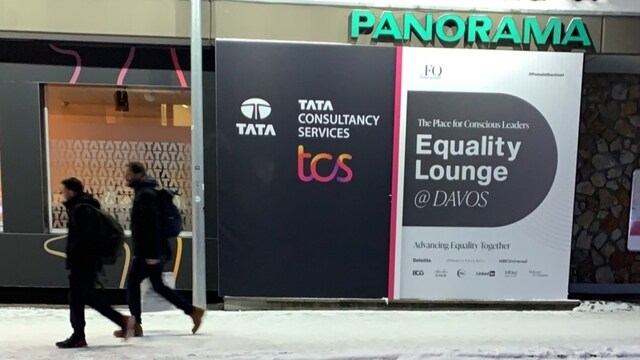 PANORAMA
TATA
TATA
CONSULTANCY
SERVICES
tcs
FQ
The Place for Conscious Leaders
Equality
Lounge
@ DAVOS
Advancing Equality Together
Deloitte.
NBCUniversal
BCG
LinkedIn